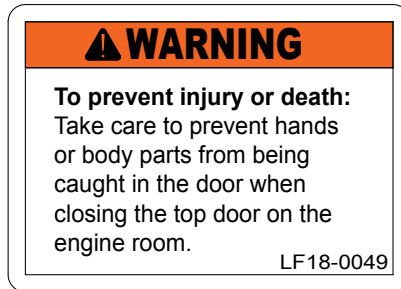 WARNING
To prevent injury or death:
Take care to prevent hands
or body parts from being
caught in the door when
closing the top door on the
engine room.
LF18-0049